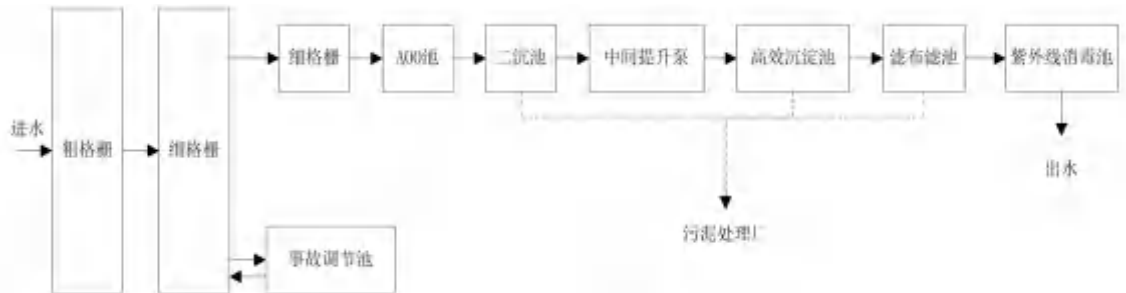 进水
粗格栅
细格栅
细格栅
AOO池
二沉池
中间提升泵
高效沉淀池
滤布滤池
紫外线消毒池
出水
污泥处理厂
事故调节池